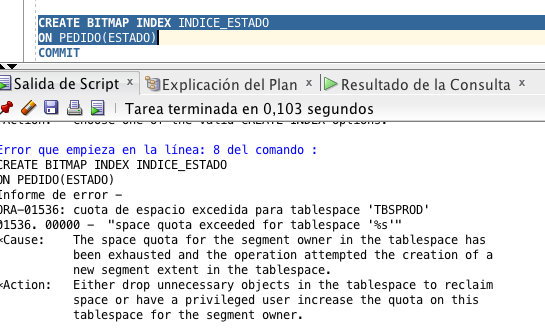 CREATE BITMAP INDEX INDICE_ESTADO
ON PEDIDO(ESTADO)
COMMIT
Salida de Script x Explicación del Plan x Resultado de la Consulta x
Tarea terminada en 0,103 segundos
*Action: Choose one of the valid CREATE INDEX options.
Error que empieza en la línea: 8 del comando :
CREATE BITMAP INDEX INDICE_ESTADO
ON PEDIDO(ESTADO)
Informe de error -
ORA-01536: cuota de espacio excedida para tablespace 'TBSPROD'
01536. 00000 - "space quota exceeded for tablespace '%s'"
*Cause: The space quota for the segment owner in the tablespace has
been exhausted and the operation attempted the creation of a
new segment extent in the tablespace.
*Action: Either drop unnecessary objects in the tablespace to reclaim
space or have a privileged user increase the quota on this
tablespace for the segment owner.